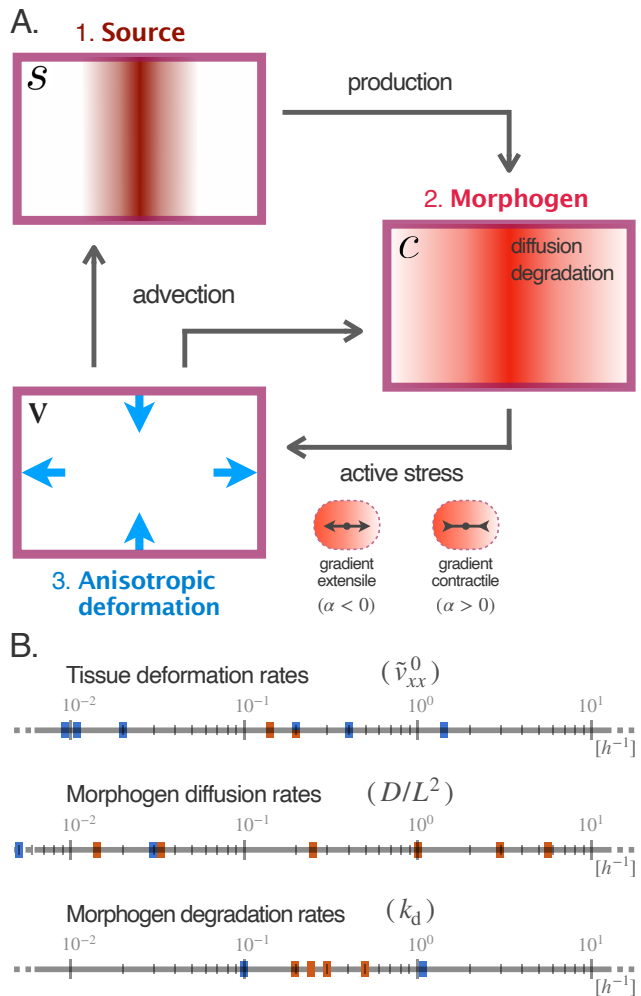 A.
1. Source
s
production
2. Morphogen
c
diffusion
degradation
advection
v
active stress
gradient
extensile
(α < 0)
gradient
contractile
(α > 0)
3. Anisotropic
deformation
B.
Tissue deformation rates (ṽ⁰ₓₓ)
10⁻² 10⁻¹ 10⁰ 10¹
[h⁻¹]
Morphogen diffusion rates (D/L²)
10⁻² 10⁻¹ 10⁰ 10¹
[h⁻¹]
Morphogen degradation rates (k_d)
10⁻² 10⁻¹ 10⁰ 10¹
[h⁻¹]